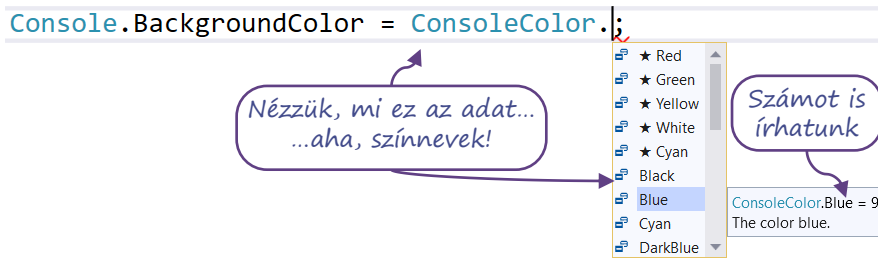 Console.BackgroundColor = ConsoleColor.;
Nézzük, mi ez az adat...
...aha, színnevek!
★ Red
★ Green
★ Yellow
★ White
★ Cyan
Black
Blue
Cyan
DarkBlue
Számot is
írhatunk
ConsoleColor.Blue = 9
The color blue.